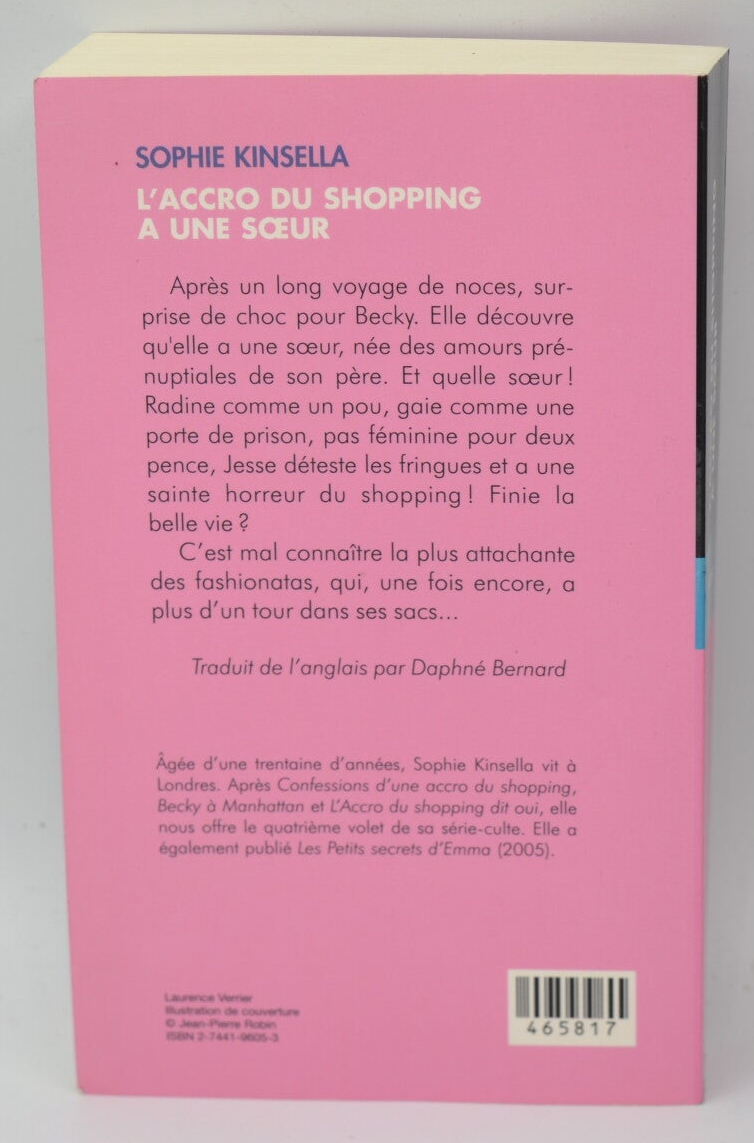 SOPHIE KINSELLA
L'ACCRO DU SHOPPING
A UNE SŒUR
Après un long voyage de noces, sur-
prise de choc pour Becky. Elle découvre
qu'elle a une sœur, née des amours pré-
nuptiales de son père. Et quelle sœur !
Radine comme un pou, gaie comme une
porte de prison, pas féminine pour deux
pence, Jesse déteste les fringues et a une
sainte horreur du shopping ! Finie la
belle vie ?
C'est mal connaître la plus attachante
des fashionatas, qui, une fois encore, a
plus d'un tour dans ses sacs...
Traduit de l'anglais par Daphné Bernard
Âgée d'une trentaine d'années, Sophie Kinsella vit à
Londres. Après Confessions d'une accro du shopping,
Becky à Manhattan et L'Accro du shopping dit oui, elle
nous offre le quatrième volet de sa série-culte. Elle a
également publié Les Petits secrets d'Emma (2005).
Laurence Verrier
Illustration de couverture
© Jean-Pierre Robin
ISBN 2-7441-9605-3
465817